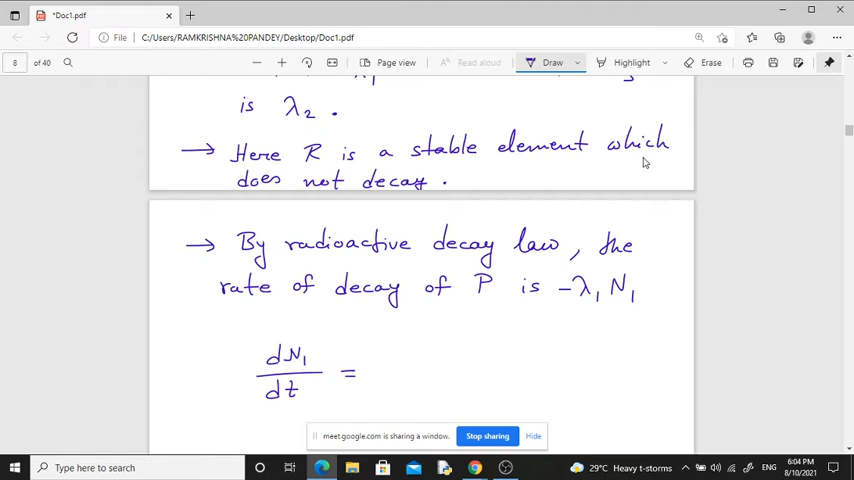 *Doc1.pdf
File
C:/Users/RAMKRISHNA%20PANDEY/Desktop/Doc1.pdf
8 of 40
Page view
Read aloud
Draw
Highlight
Erase
is λ2 .
→ Here R is a stable element which
does not decay .
→ By radioactive decay law, the
rate of decay of P is -λ1 N1
dN1
dt =
meet.google.com is sharing a window.
Stop sharing
Hide
Type here to search
29°C Heavy t-storms
ENG
6:04 PM
8/10/2021